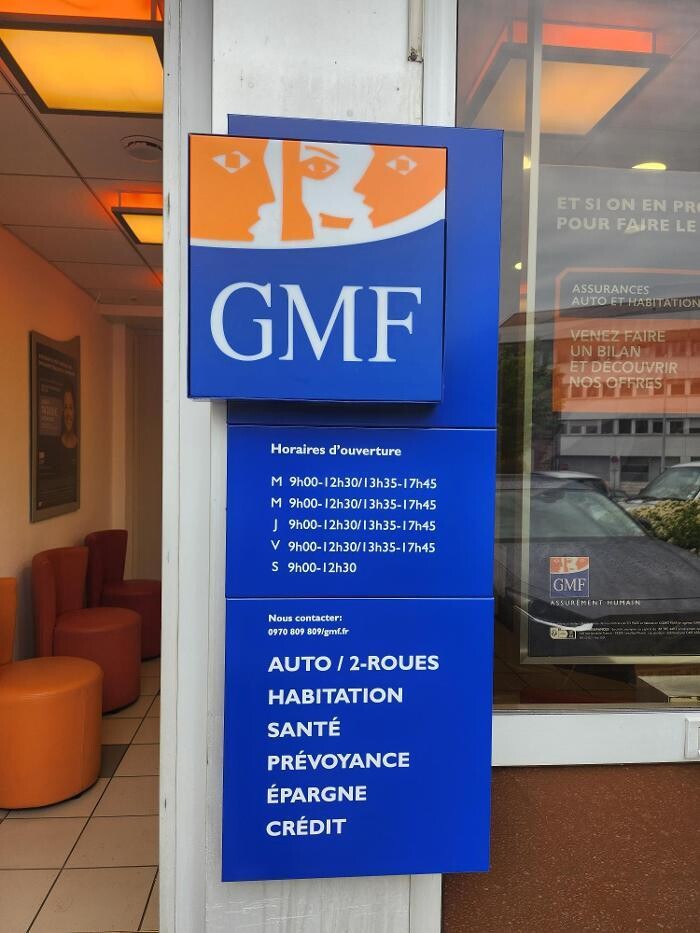 GMF
Horaires d'ouverture
M 9h00-12h30/13h35-17h45
M 9h00-12h30/13h35-17h45
J 9h00-12h30/13h35-17h45
V 9h00-12h30/13h35-17h45
S 9h00-12h30
Nous contacter:
0970 809 809/gmf.fr
AUTO / 2-ROUES
HABITATION
SANTÉ
PRÉVOYANCE
ÉPARGNE
CRÉDIT
ET SI ON EN
POUR FAIRE LE
ASSURANCES
AUTO ET HABITATION
VENEZ FAIRE
UN BILAN
ET DÉCOUVRIR
NOS OFFRES
GMF
ASSURÉMENT HUMAIN